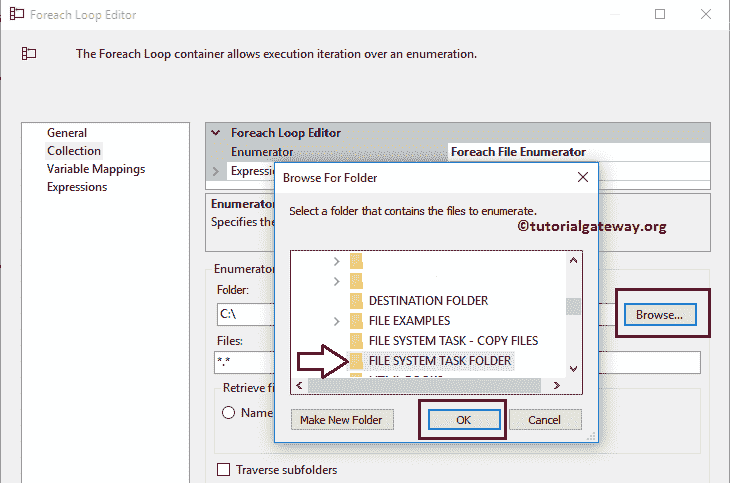 Foreach Loop Editor
The Foreach Loop container allows execution iteration over an enumeration.
General
Collection
Variable Mappings
Expressions
Foreach Loop Editor
Enumerator
Foreach File Enumerator
Expressi
Enumerator
Specifies the
Enumerator
Folder:
C:\
Browse...
Files:
*.*
Retrieve fi
Name
Traverse subfolders
Browse For Folder
Select a folder that contains the files to enumerate.
©tutorialgateway.org
DESTINATION FOLDER
FILE EXAMPLES
FILE SYSTEM TASK - COPY FILES
FILE SYSTEM TASK FOLDER
Make New Folder
OK
Cancel